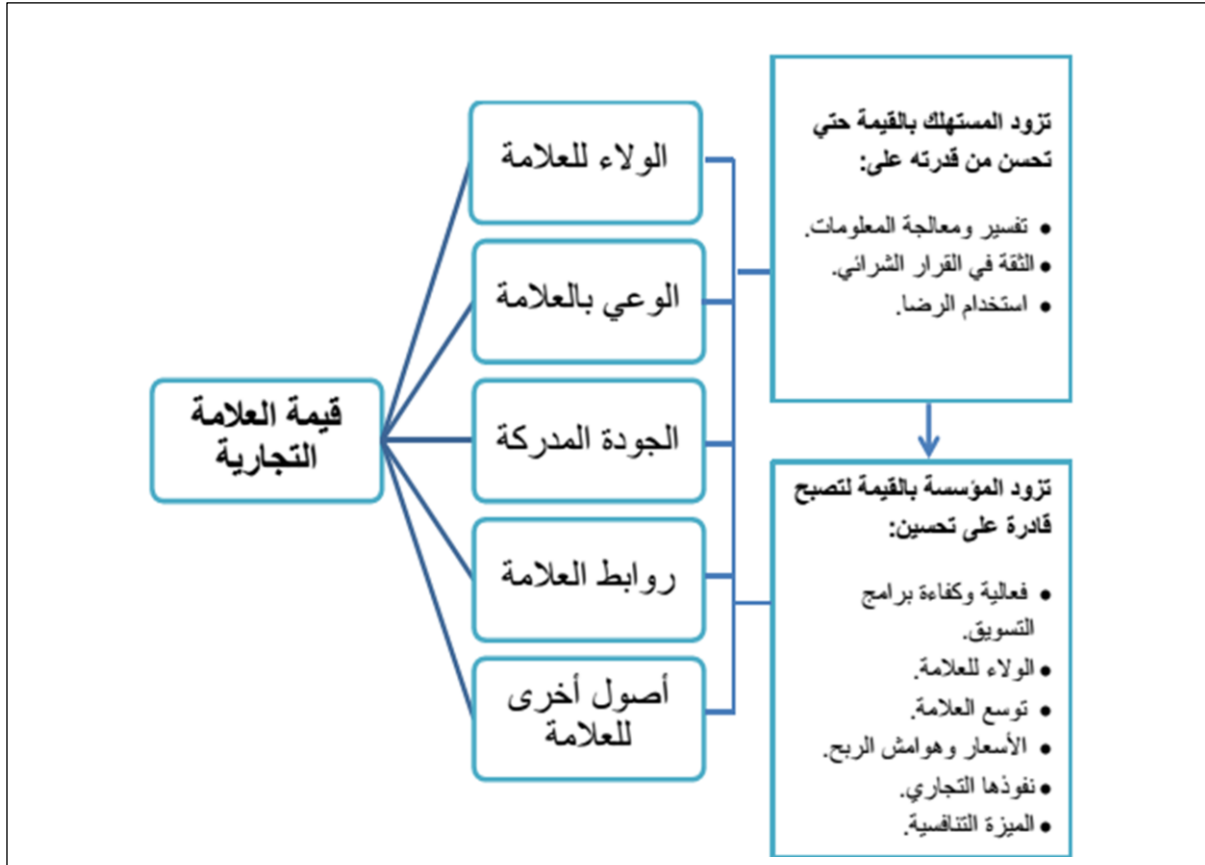 قيمة العلامة
التجارية
الولاء للعلامة
الوعي بالعلامة
الجودة المدركة
روابط العلامة
أصول أخرى
للعلامة
تزود المستهلك بالقيمة حتي
تحسن من قدرته على:
• تفسير ومعالجة المعلومات.
• الثقة في القرار الشرائي.
• استخدام الرضا.
تزود المؤسسة بالقيمة لتصبح
قادرة على تحسين:
• فعالية وكفاءة برامج
التسويق.
• الولاء للعلامة.
• توسع العلامة.
• الأسعار وهوامش الربح.
• نفوذها التجاري.
• الميزة التنافسية.